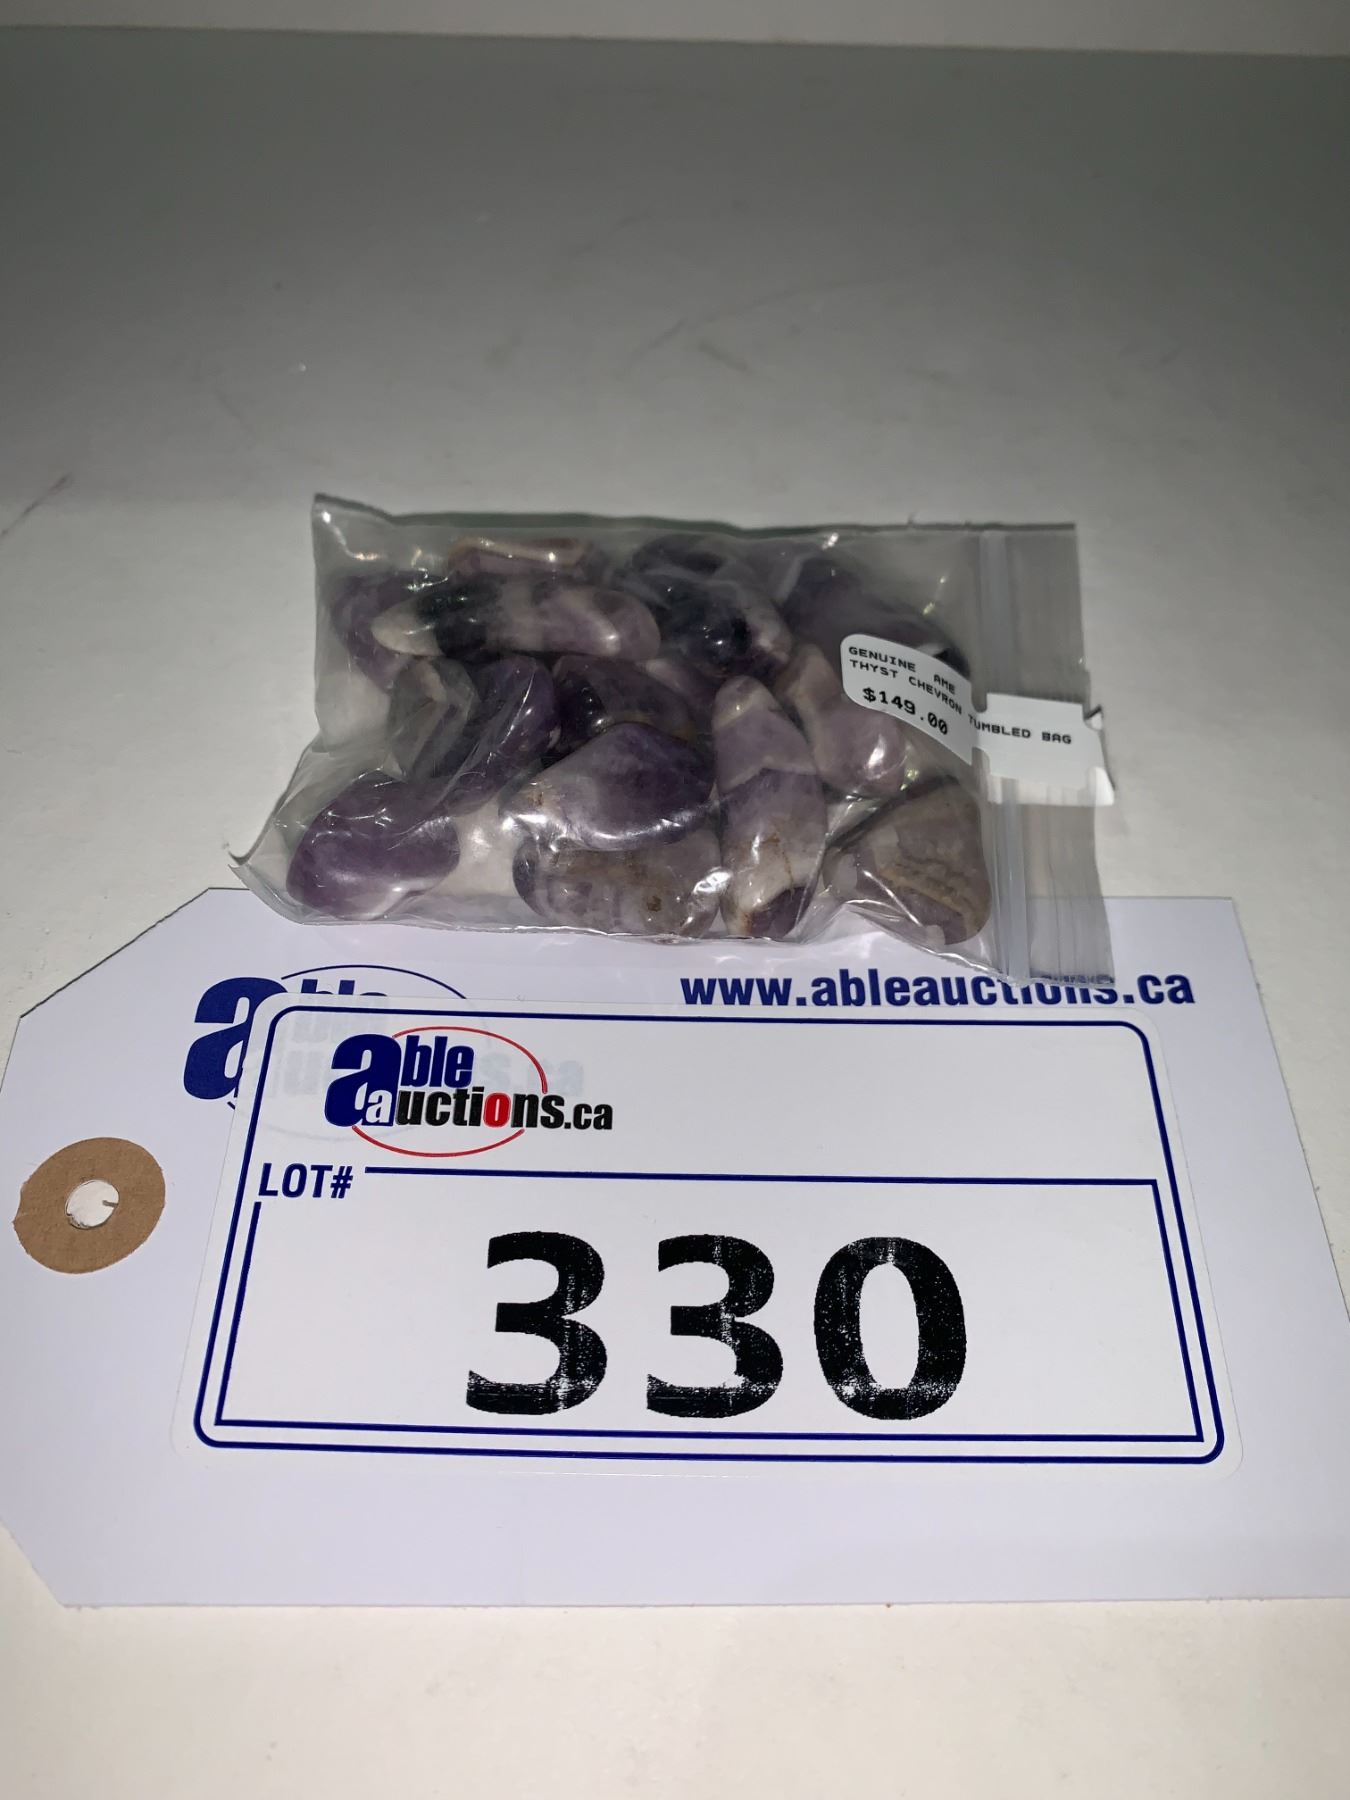 GENUINE AME
THYST CHEVRON TUMBLED BAG
$149.00
www.ableauctions.ca
able
auctions.ca
LOT#
330